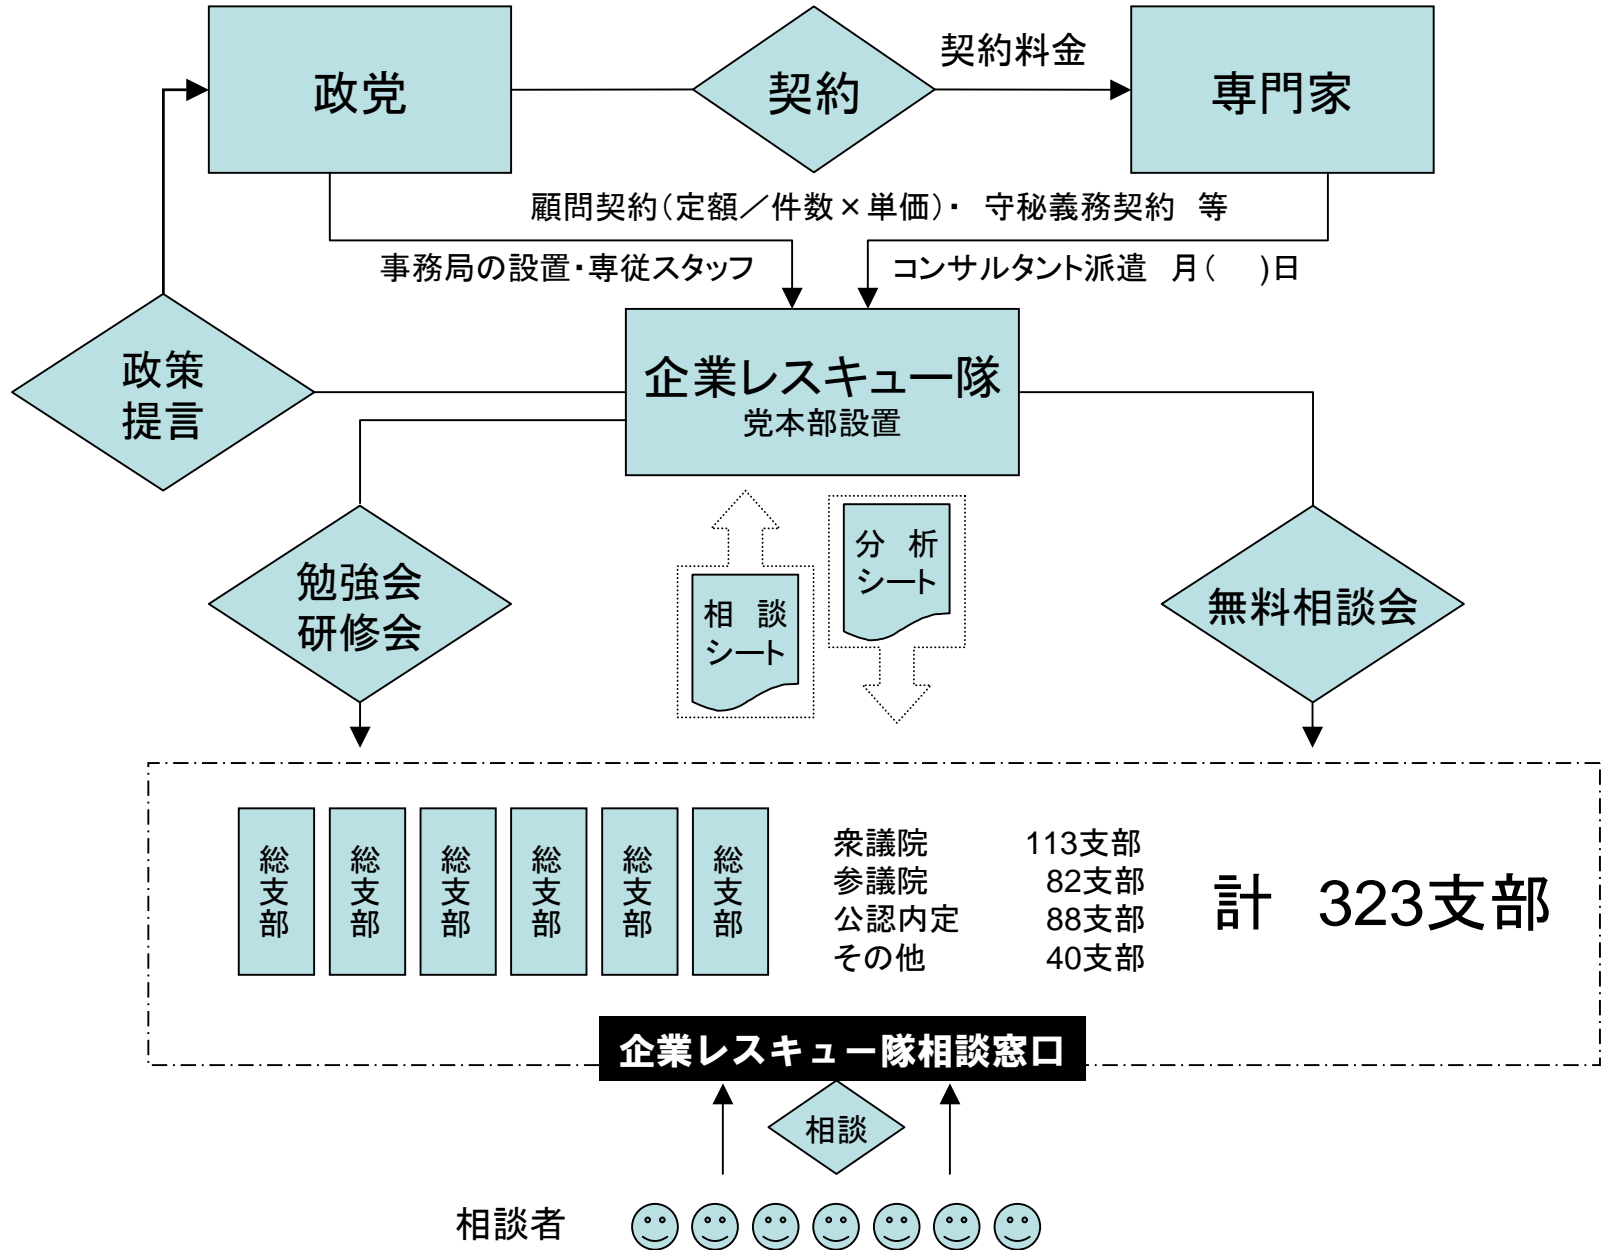 政党
契約
契約料金
専門家
顧問契約(定額／件数×単価)・ 守秘義務契約 等
事務局の設置・専従スタッフ
コンサルタント派遣 月( )日
企業レスキュー隊
党本部設置
政策
提言
勉強会
研修会
相 談
シート
分 析
シート
無料相談会
総支部
総支部
総支部
総支部
総支部
総支部
衆議院 113支部
参議院 82支部
公認内定 88支部
その他 40支部
計 323支部
企業レスキュー隊相談窓口
相談
相談者